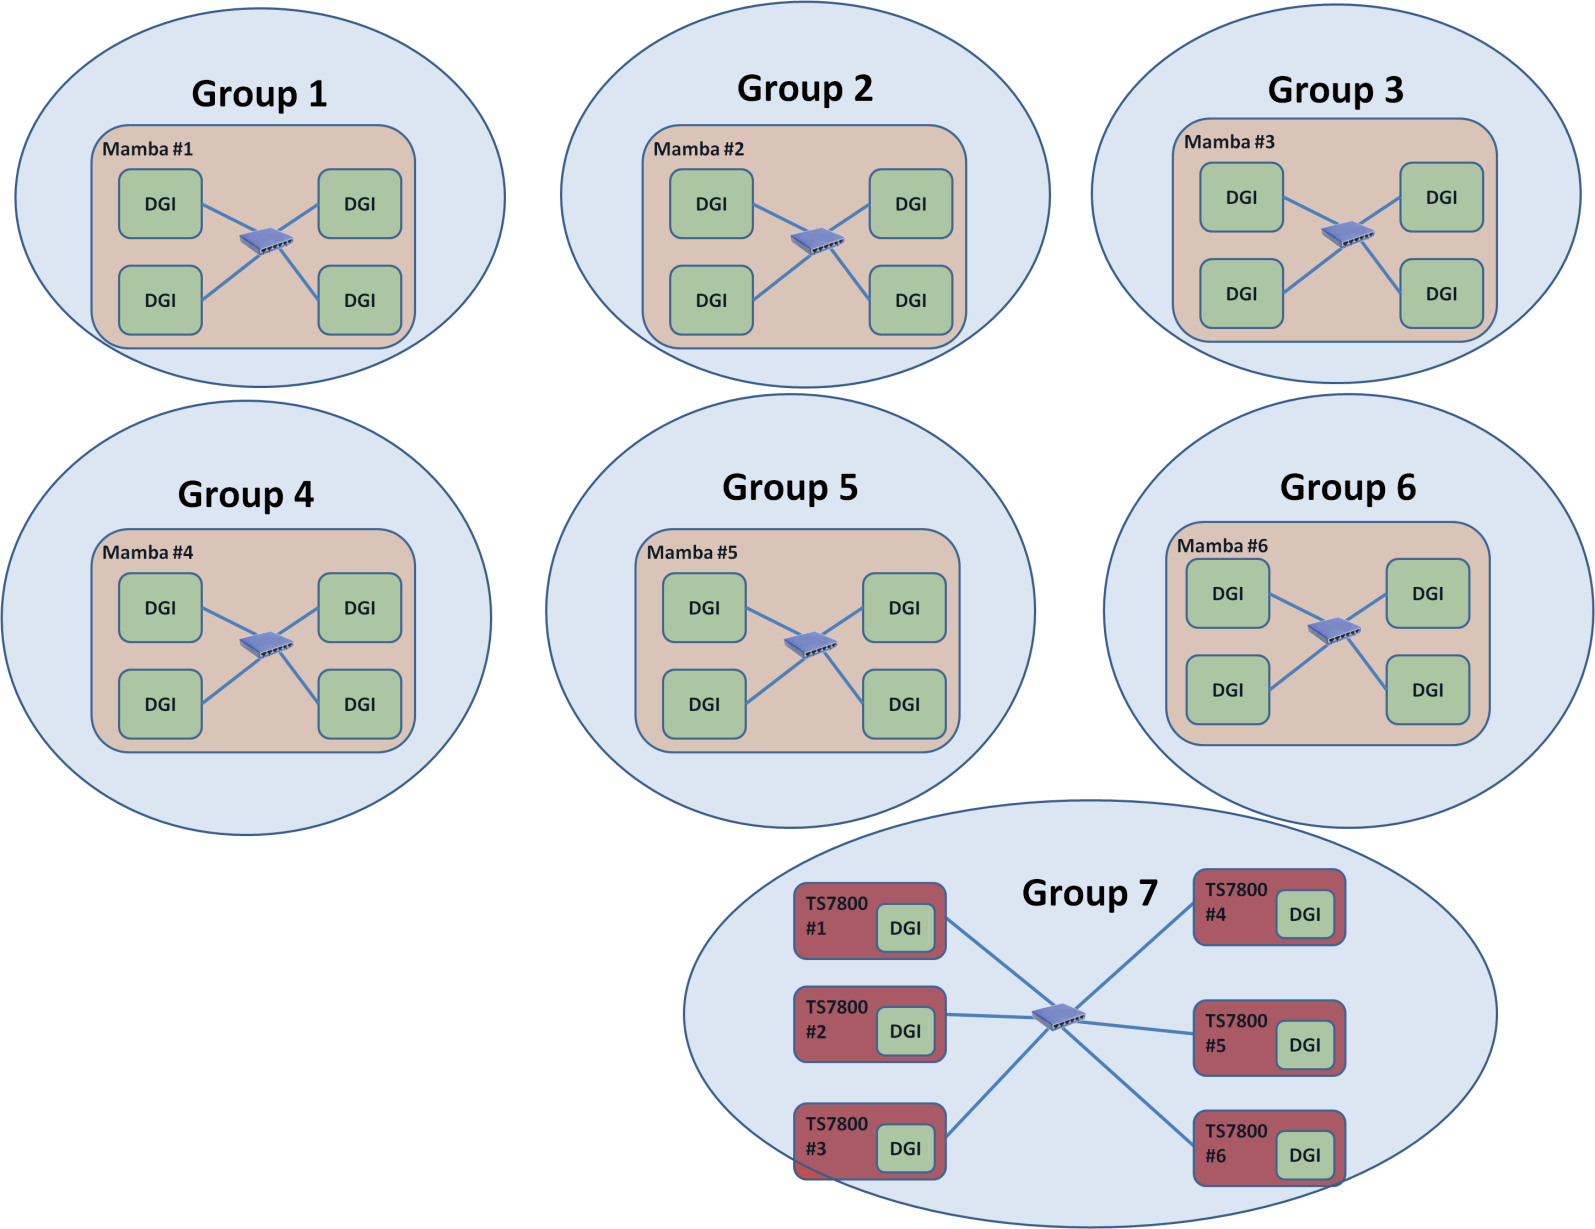 Group 1
Mamba #1
DGI
DGI
DGI
DGI
Group 2
Mamba #2
DGI
DGI
DGI
DGI
Group 3
Mamba #3
DGI
DGI
DGI
DGI
Group 4
Mamba #4
DGI
DGI
DGI
DGI
Group 5
Mamba #5
DGI
DGI
DGI
DGI
Group 6
Mamba #6
DGI
DGI
DGI
DGI
Group 7
TS7800
#1
DGI
TS7800
#2
DGI
TS7800
#3
DGI
TS7800
#4
DGI
TS7800
#5
DGI
TS7800
#6
DGI